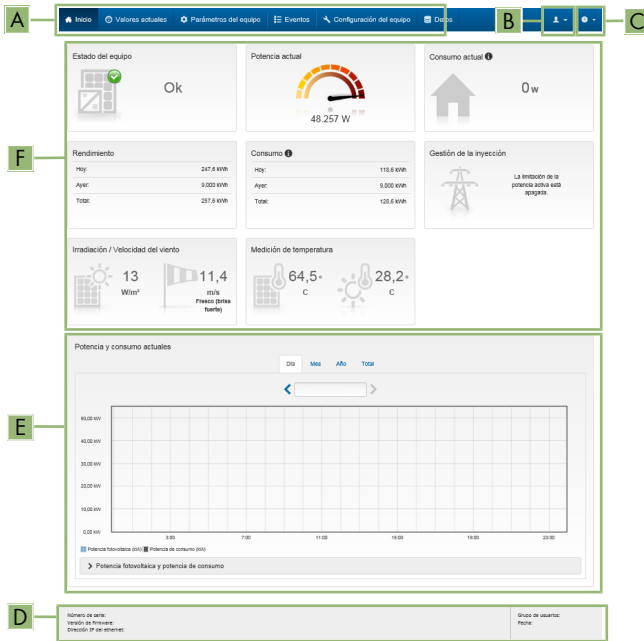 A
Inicio Valores actuales Parámetros del equipo Eventos Configuración del equipo Datos
B
C
Estado del equipo
Ok
Potencia actual
48.257 W
Consumo actual
0 w
F
Rendimiento
Hoy: 247,6 kWh
Ayer: 9,000 kWh
Total: 257,6 kWh
Consumo
Hoy: 118,6 kWh
Ayer: 9,000 kWh
Total: 128,6 kWh
Gestión de la inyección
La limitación de la
potencia activa está
apagada.
Irradiación / Velocidad del viento
13
W/m²
11,4
m/s
Fresco (brisa
fuerte)
Medición de temperatura
64,5°
C
28,2°
C
E
Potencia y consumo actuales
Día Mes Año Total
50,00 kW
40,00 kW
30,00 kW
20,00 kW
10,00 kW
0,00 kW
3:00 7:00 11:00 15:00 19:00 23:00
Potencia fotovoltaica (kW) Potencia de consumo (kW)
Potencia fotovoltaica y potencia de consumo
D
Número de serie:
Versión de firmware:
Dirección IP del ethernet:
Grupo de usuarios:
Fecha: